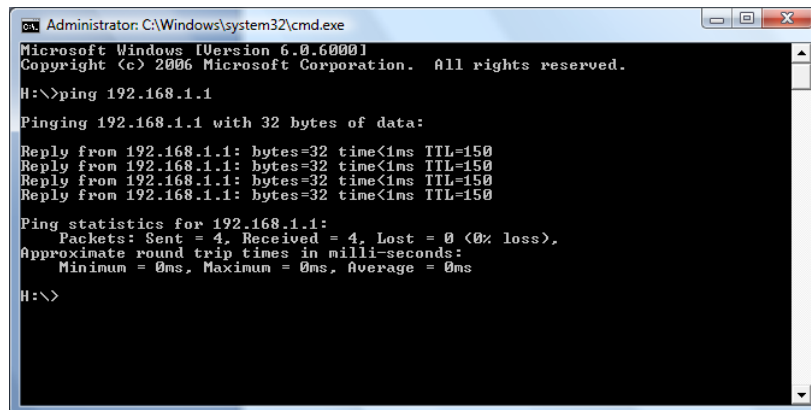 Administrator: C:\Windows\system32\cmd.exe
Microsoft Windows [Version 6.0.6000]
Copyright (c) 2006 Microsoft Corporation.  All rights reserved.
H:\>ping 192.168.1.1
Pinging 192.168.1.1 with 32 bytes of data:
Reply from 192.168.1.1: bytes=32 time<1ms TTL=150
Reply from 192.168.1.1: bytes=32 time<1ms TTL=150
Reply from 192.168.1.1: bytes=32 time<1ms TTL=150
Reply from 192.168.1.1: bytes=32 time<1ms TTL=150
Ping statistics for 192.168.1.1:
    Packets: Sent = 4, Received = 4, Lost = 0 (0% loss),
Approximate round trip times in milli-seconds:
    Minimum = 0ms, Maximum = 0ms, Average = 0ms
H:\>